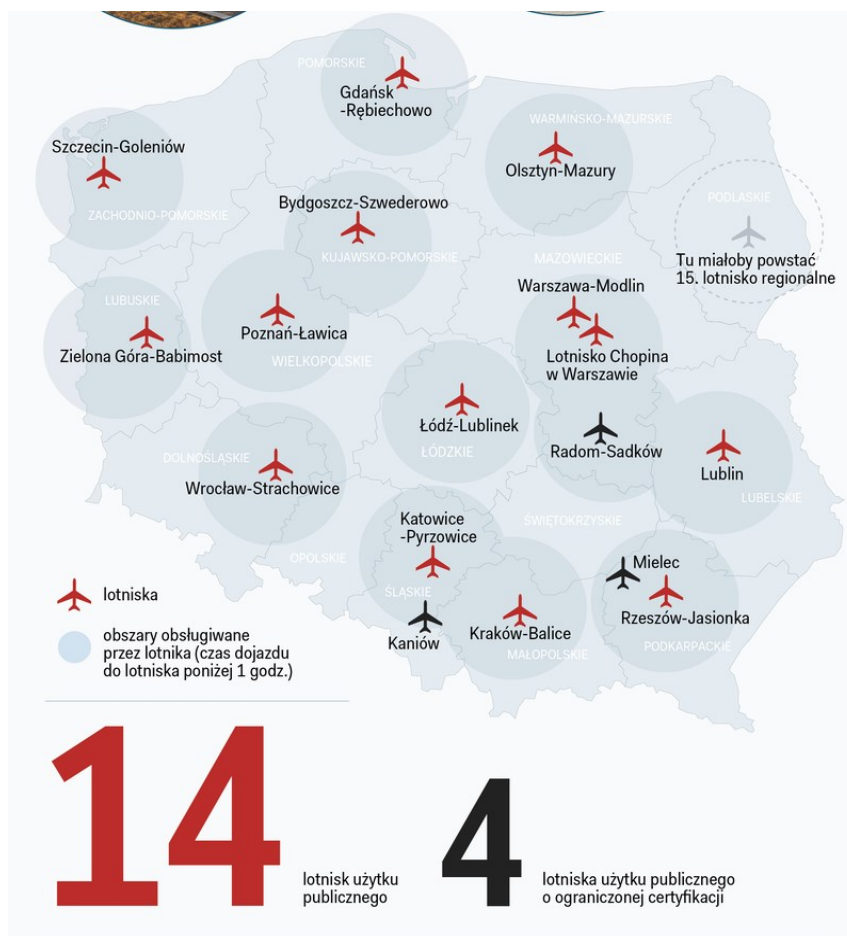 POMORSKIE
Gdańsk
-Rębiechowo
WARMIŃSKO-MAZURSKIE
Szczecin-Goleniów
Olsztyn-Mazury
PODLASKIE
Bydgoszcz-Szwederowo
ZACHODNIO-POMORSKIE
KUJAWSKO-POMORSKIE
MAZOWIECKIE
Tu miałoby powstać
15. lotnisko regionalne
Warszawa-Modlin
LUBUSKIE
Poznań-Ławica
Zielona Góra-Babimost
WIELKOPOLSKIE
Lotnisko Chopina
w Warszawie
Łódź-Lublinek
ŁÓDZKIE
Radom-Sadków
DOLNOŚLĄSKIE
Lublin
Wrocław-Strachowice
LUBELSKIE
Katowice
-Pyrzowice
ŚWIĘTOKRZYSKIE
OPOLSKIE
Mielec
ŚLĄSKIE
Rzeszów-Jasionka
Kraków-Balice
Kaniów
PODKARPACKIE
MAŁOPOLSKIE
lotniska
obszary obsługiwane
przez lotnika (czas dojazdu
do lotniska poniżej 1 godz.)
14
lotnisk użytku
publicznego
4
lotniska użytku publicznego
o ograniczonej certyfikacji